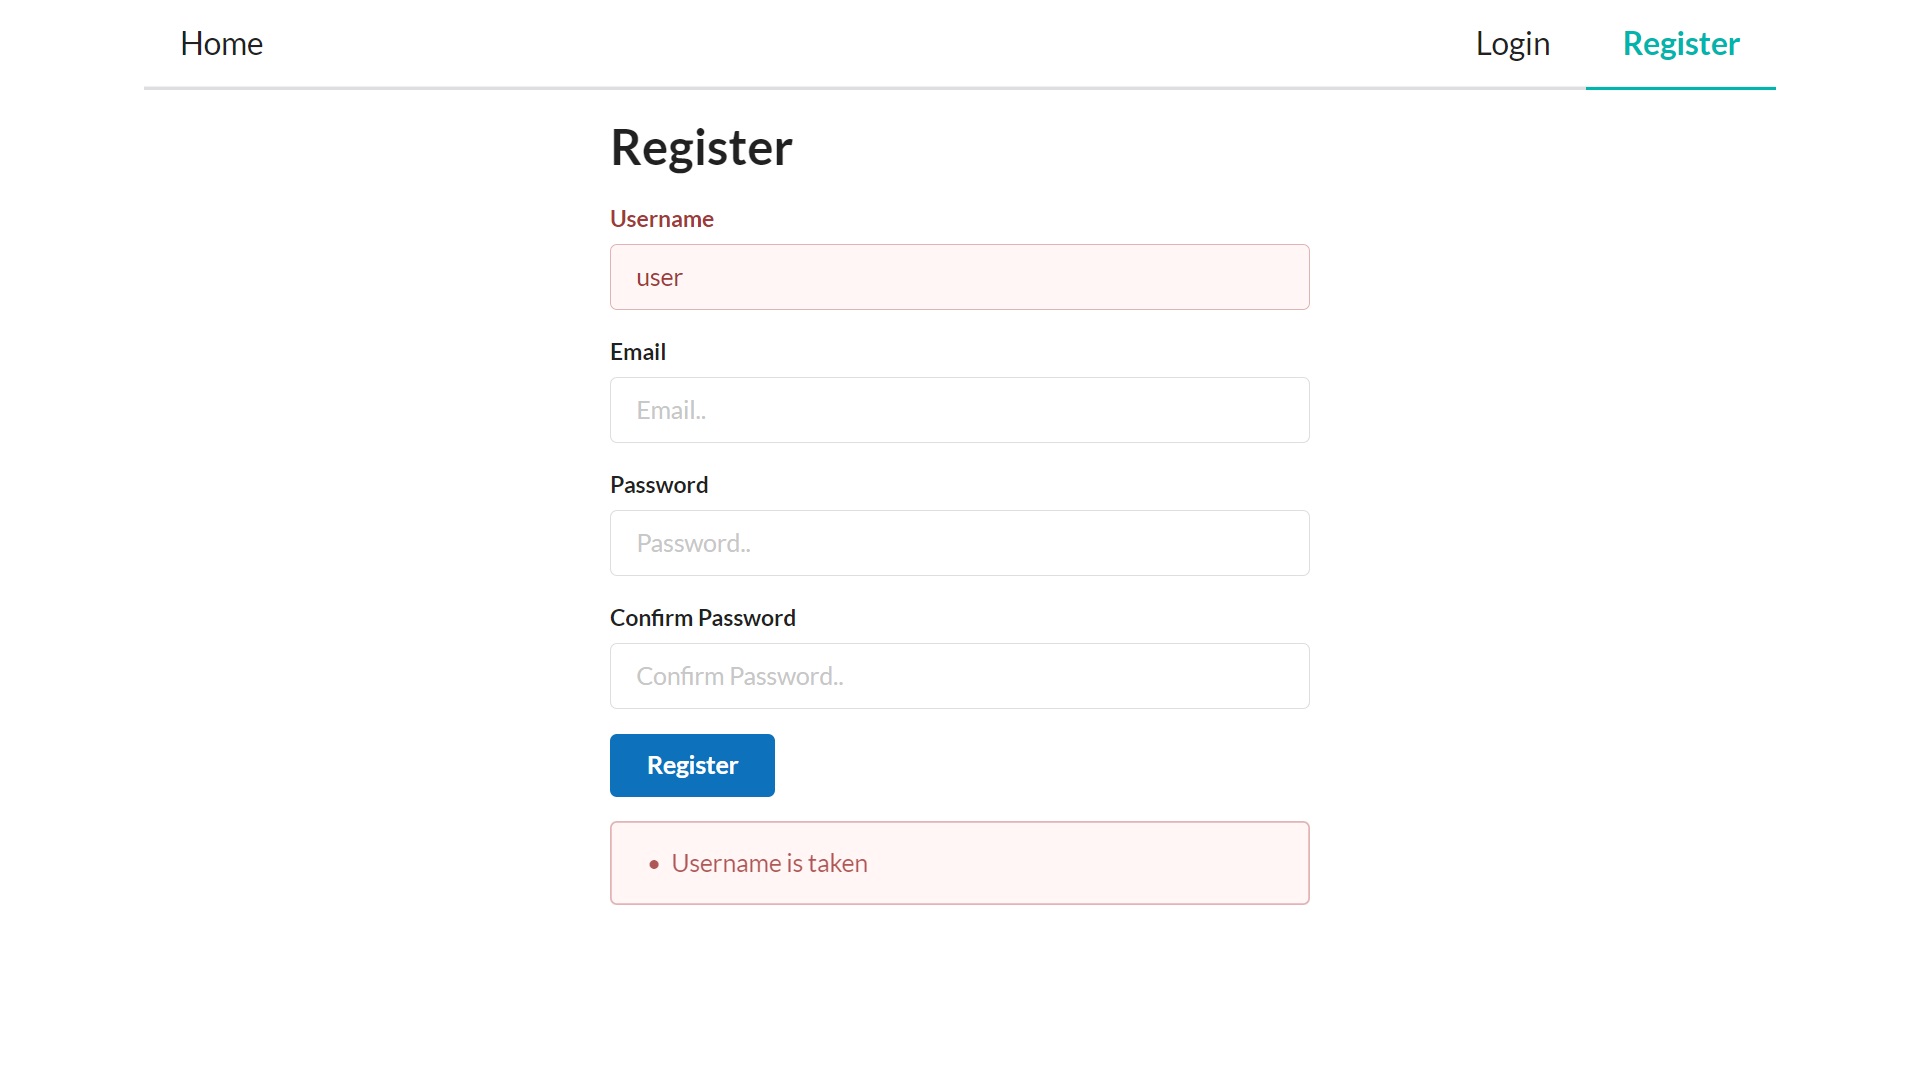 Home Login Register
Register
Username
user
Email
Email..
Password
Password..
Confirm Password
Confirm Password..
Register
• Username is taken